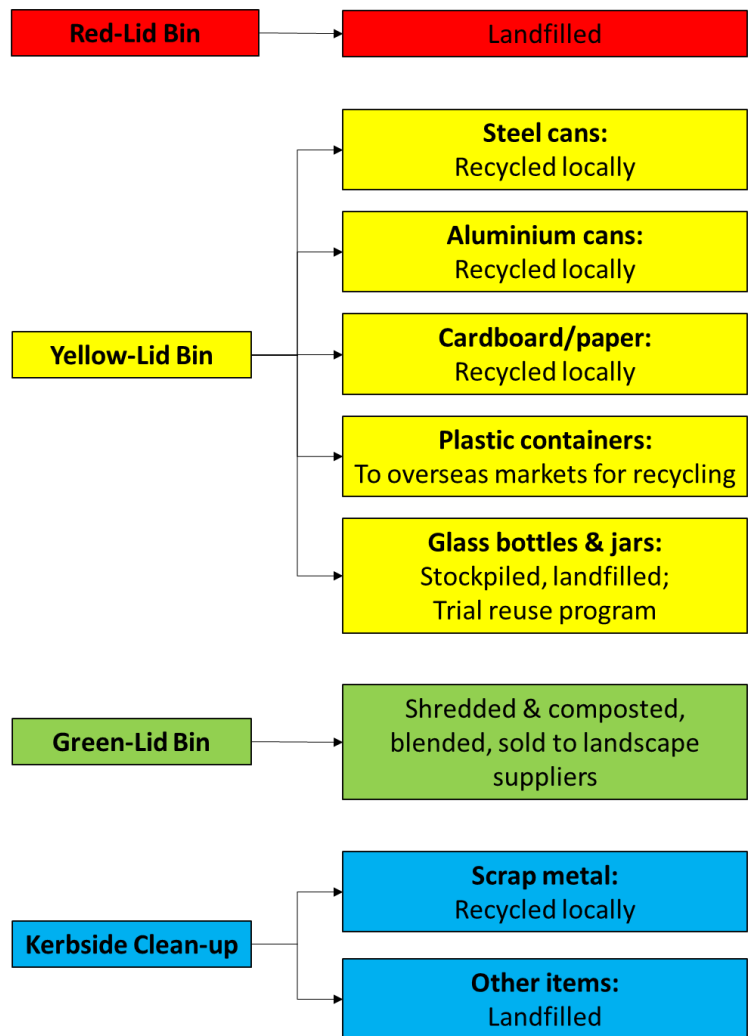 Red-Lid Bin
Landfilled
Yellow-Lid Bin
Steel cans:
Recycled locally
Aluminium cans:
Recycled locally
Cardboard/paper:
Recycled locally
Plastic containers:
To overseas markets for recycling
Glass bottles & jars:
Stockpiled, landfilled;
Trial reuse program
Green-Lid Bin
Shredded & composted,
blended, sold to landscape
suppliers
Kerbside Clean-up
Scrap metal:
Recycled locally
Other items:
Landfilled